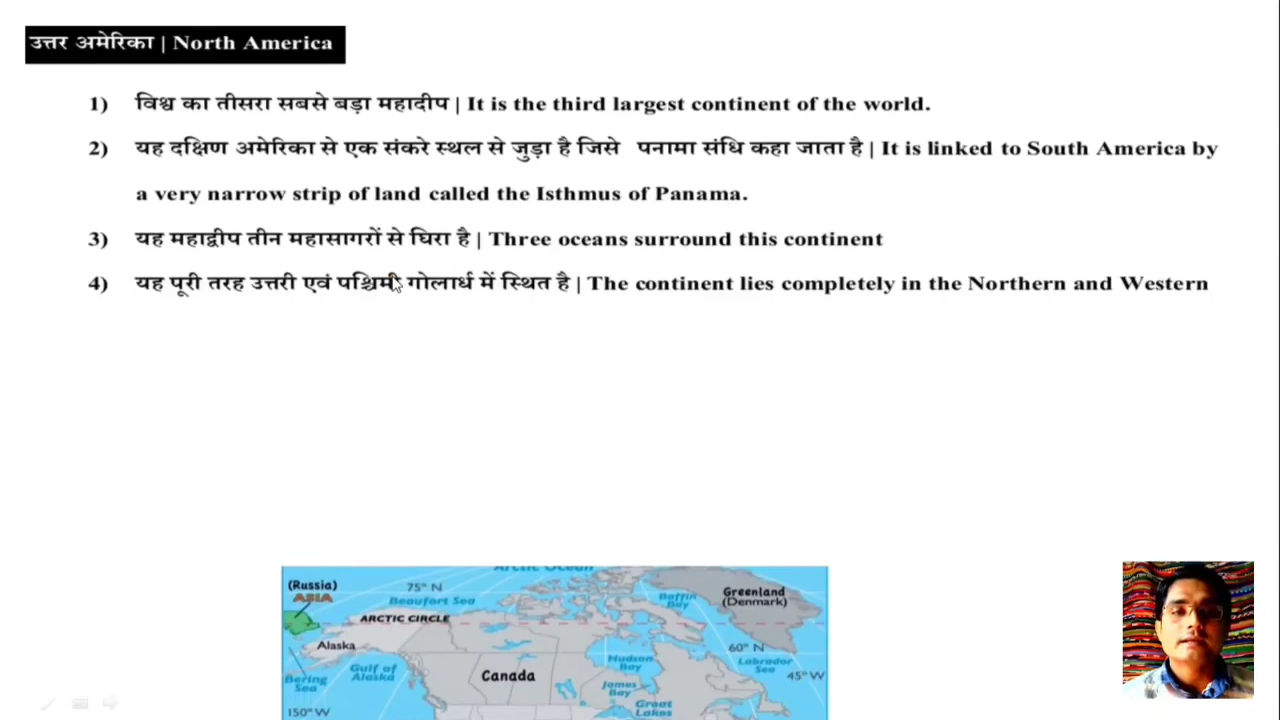 उत्तर अमेरिका | North America
1) विश्व का तीसरा सबसे बड़ा महादीप | It is the third largest continent of the world.
2) यह दक्षिण अमेरिका से एक संकरे स्थल से जुड़ा है जिसे पनामा संधि कहा जाता है | It is linked to South America by
a very narrow strip of land called the Isthmus of Panama.
3) यह महाद्वीप तीन महासागरों से घिरा है | Three oceans surround this continent
4) यह पूरी तरह उत्तरी एवं पश्चिमी गोलार्ध में स्थित है | The continent lies completely in the Northern and Western
Arctic Ocean
(Russia)
ASIA
75° N
Beaufort Sea
Baffin
Bay
Greenland
(Denmark)
ARCTIC CIRCLE
Alaska
60° N
Gulf of
Alaska
Canada
Hudson
Bay
Labrador
Sea
45° W
Bering
Sea
James
Bay
Great
Lakes
150° W